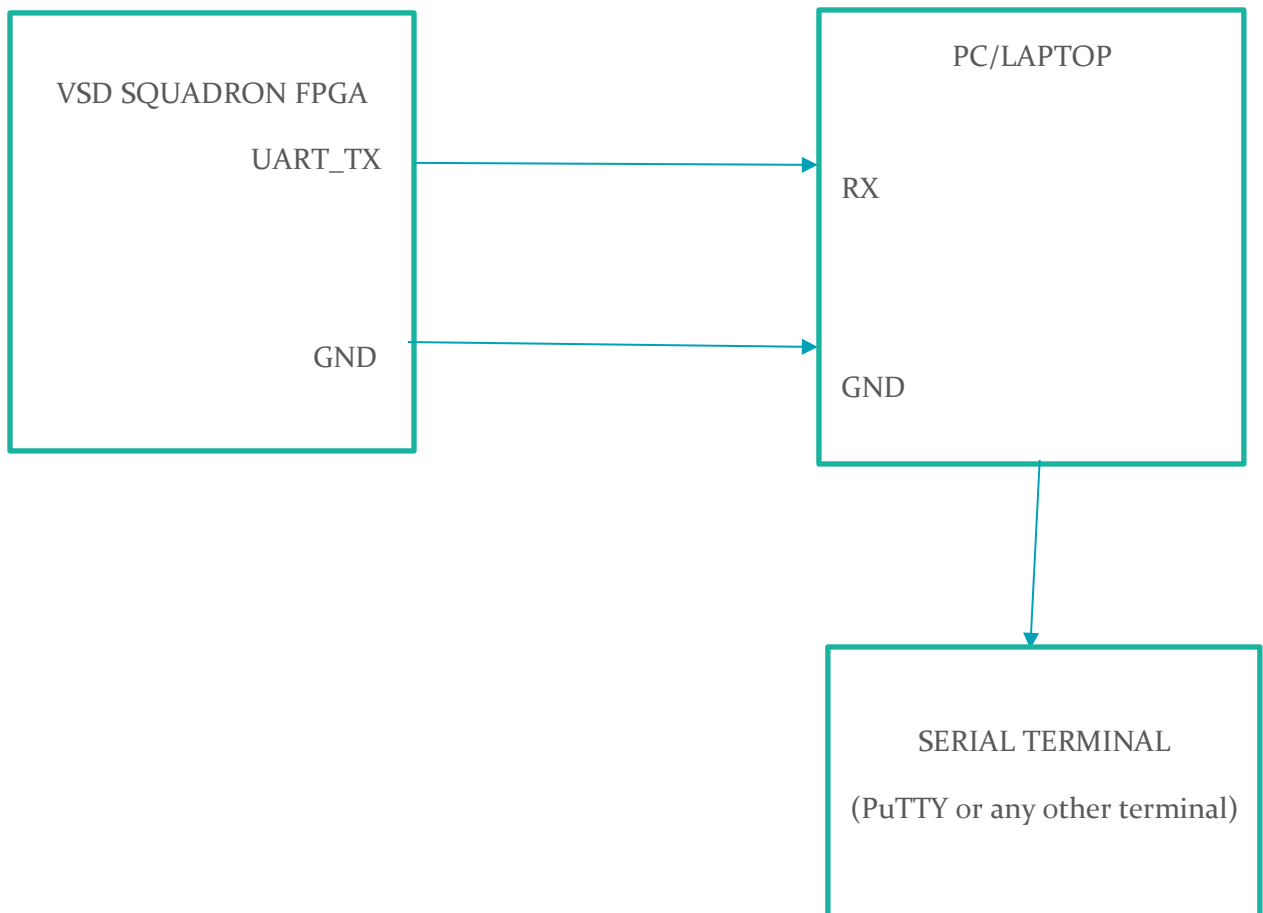 VSD SQUADRON FPGA
UART_TX
GND
PC/LAPTOP
RX
GND
SERIAL TERMINAL
(PuTTY or any other terminal)